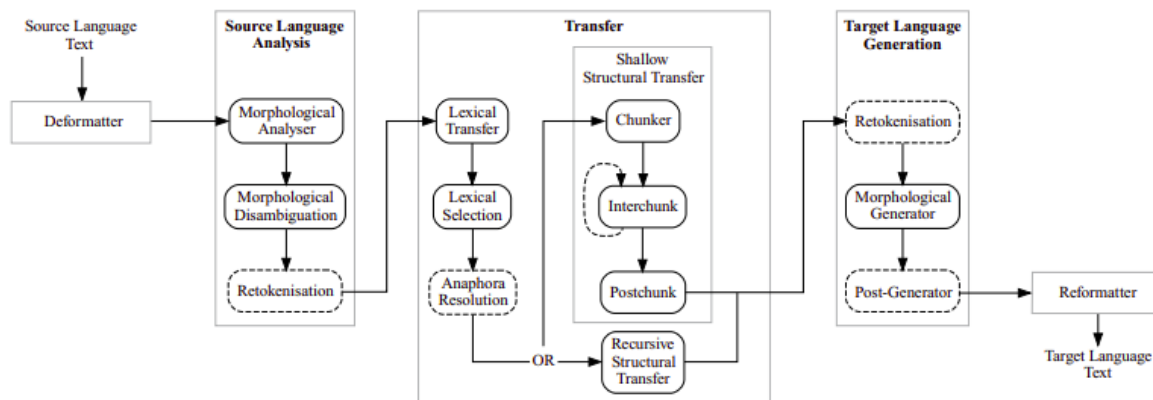 Source Language
Text
Deformatter
Source Language
Analysis
Morphological
Analyser
Morphological
Disambiguation
Retokenisation
Transfer
Lexical
Transfer
Lexical
Selection
Anaphora
Resolution
OR
Shallow
Structural Transfer
Chunker
Interchunk
Postchunk
Recursive
Structural
Transfer
Target Language
Generation
Retokenisation
Morphological
Generator
Post-Generator
Reformatter
Target Language
Text